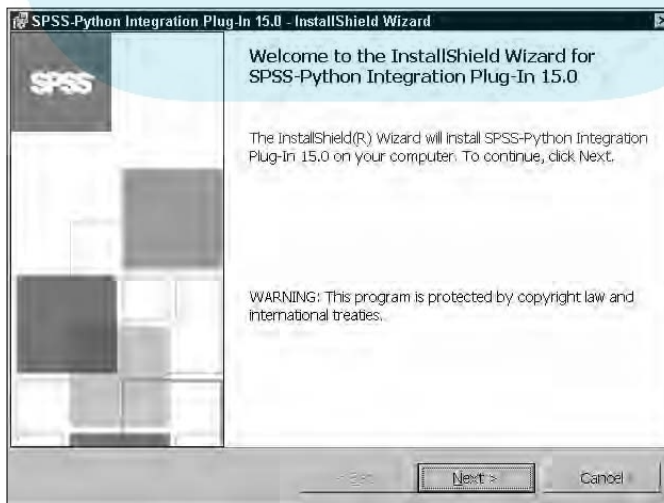 SPSS-Python Integration Plug-In 15.0 - InstallShield Wizard
SPSS
Welcome to the InstallShield Wizard for
SPSS-Python Integration Plug-In 15.0
The InstallShield(R) Wizard will install SPSS-Python Integration
Plug-In 15.0 on your computer. To continue, click Next.
WARNING: This program is protected by copyright law and
international treaties.
Next >
Cancel